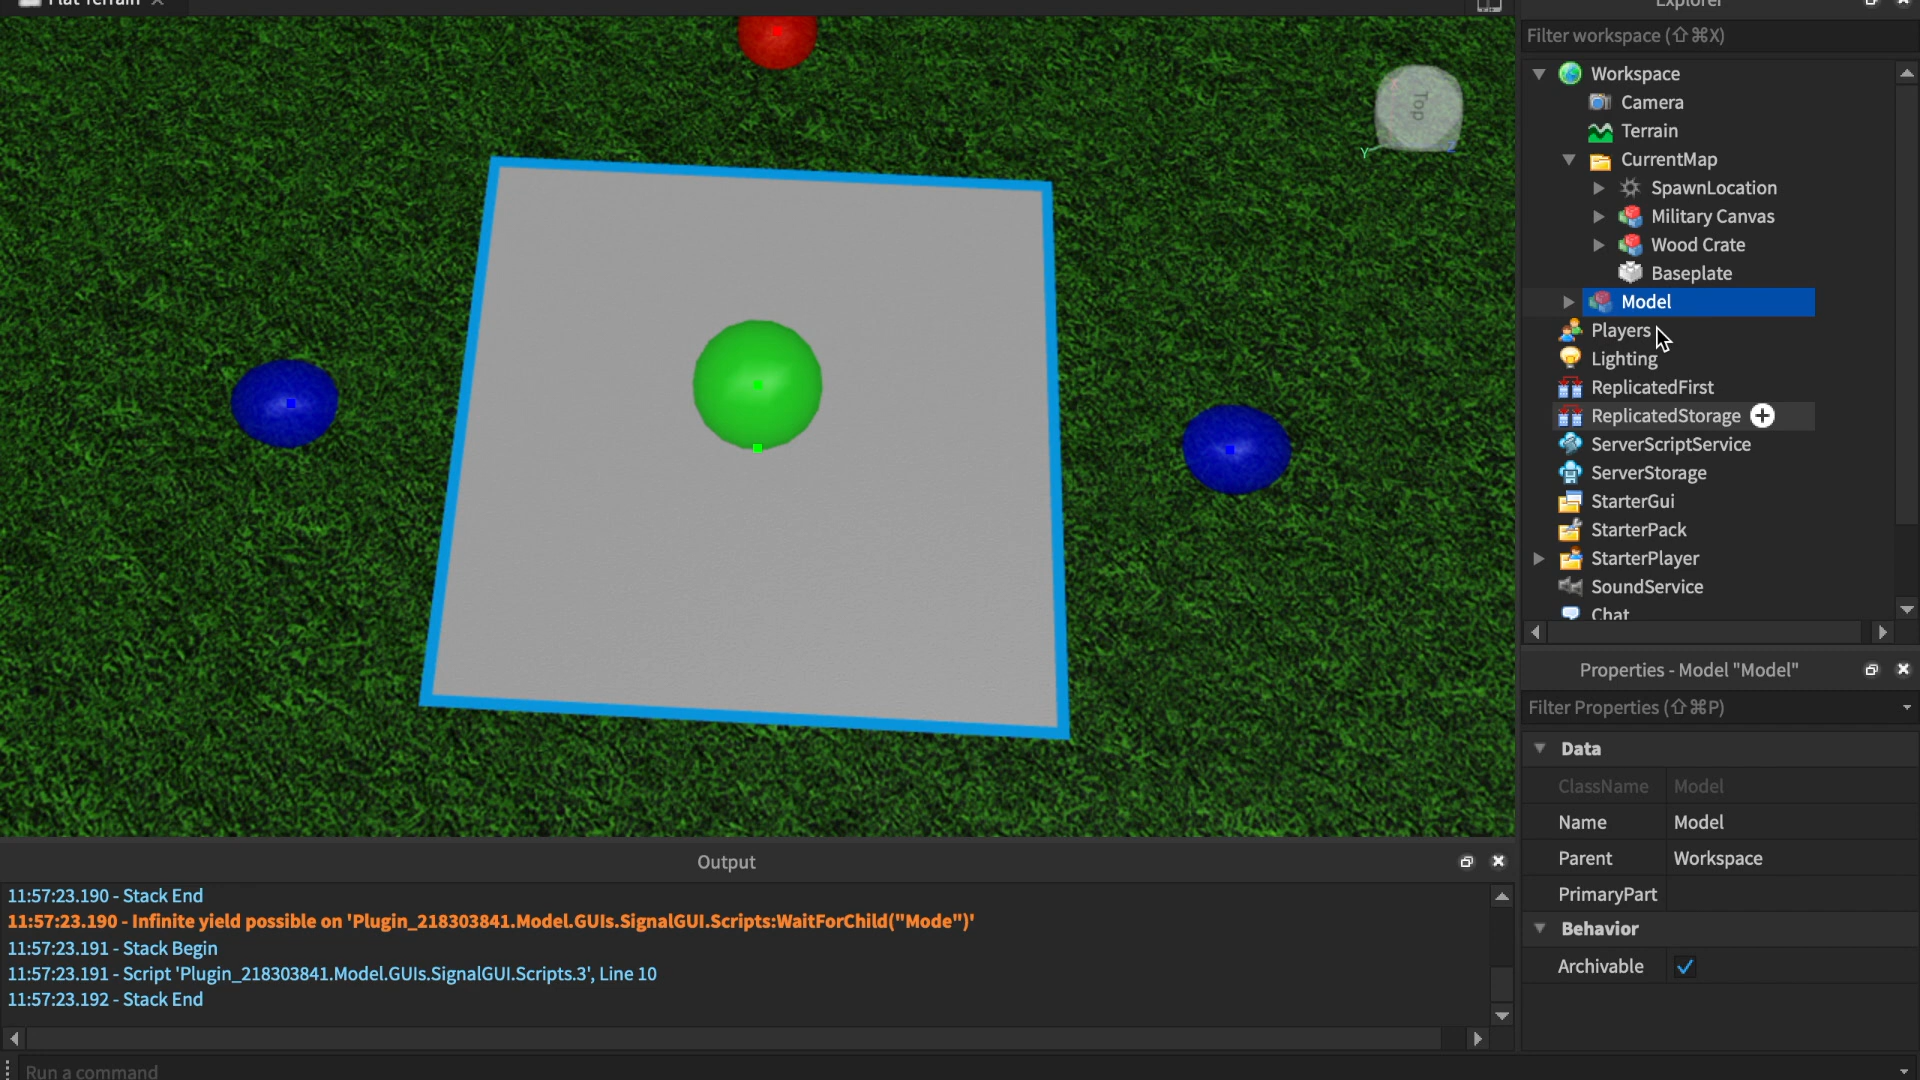 Flat Terrain
Explorer
Filter workspace (⇧⌘X)
Workspace
Camera
Terrain
CurrentMap
SpawnLocation
Military Canvas
Wood Crate
Baseplate
Model
Players
Lighting
ReplicatedFirst
ReplicatedStorage
ServerScriptService
ServerStorage
StarterGui
StarterPack
StarterPlayer
SoundService
Chat
Top
Y
Z
Properties - Model "Model"
Filter Properties (⇧⌘P)
Data
ClassName Model
Name Model
Parent Workspace
PrimaryPart
Behavior
Archivable
Output
11:57:23.190 - Stack End
11:57:23.190 - Infinite yield possible on 'Plugin_218303841.Model.GUIs.SignalGUI.Scripts:WaitForChild("Mode")'
11:57:23.191 - Stack Begin
11:57:23.191 - Script 'Plugin_218303841.Model.GUIs.SignalGUI.Scripts.3', Line 10
11:57:23.192 - Stack End
Run a command